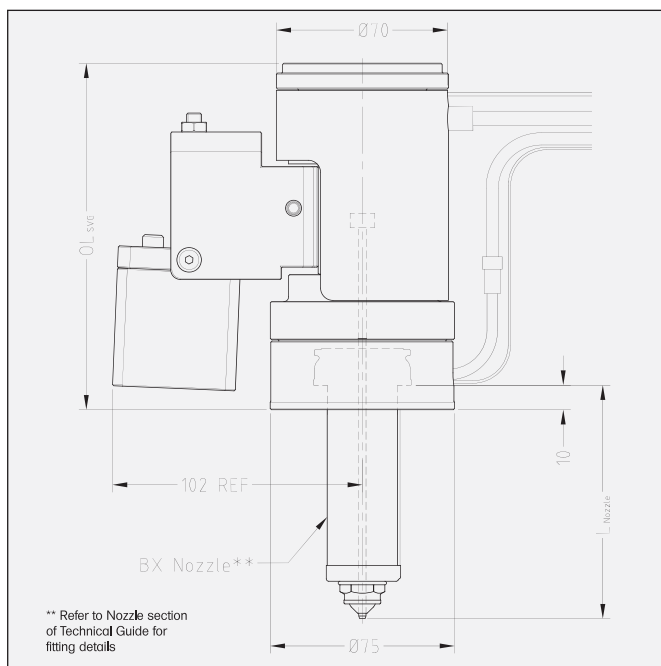 Ø70
OL SVG
102 REF
10
L Nozzle
BX Nozzle**
** Refer to Nozzle section
of Technical Guide for
fitting details
Ø75